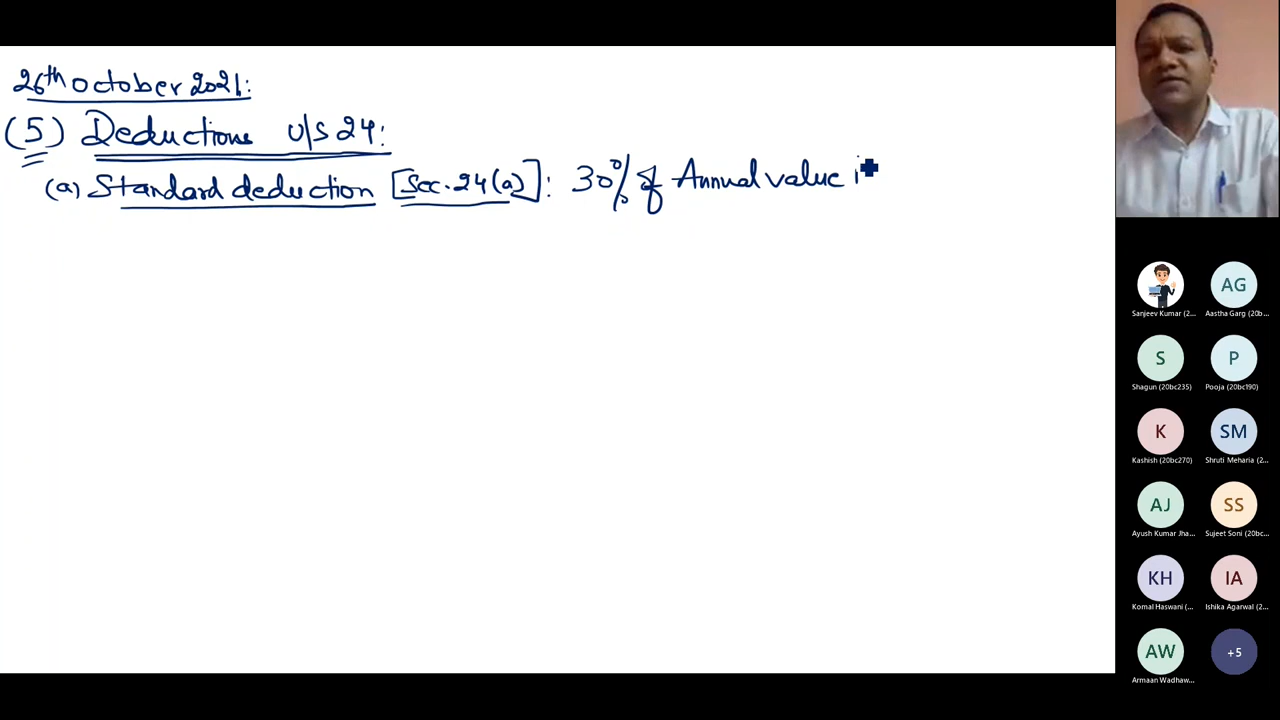 26th October 2021:
(5) Deductions U/S 24:
(a) Standard deduction [Sec. 24(a)]: 30% of Annual value i
Sanjeev Kumar (2...
AG
Aastha Garg (20b...
S
Shagun (20bc235)
P
Pooja (20bc190)
K
Kashish (20bc270)
SM
Shruti Meharia (2...
AJ
Ayush Kumar Jha...
SS
Sujeet Soni (20bc...
KH
Komal Haswani (...
IA
Ishika Agarwal (2...
AW
Armaan Wadhaw...
+5